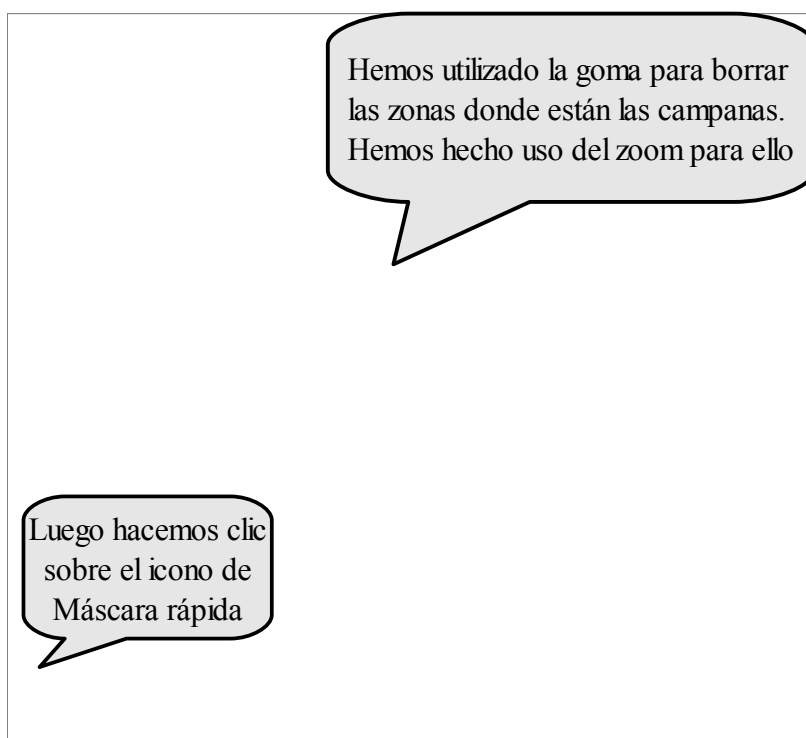 Hemos utilizado la goma para borrar
las zonas donde están las campanas.
Hemos hecho uso del zoom para ello
Luego hacemos clic
sobre el icono de
Máscara rápida